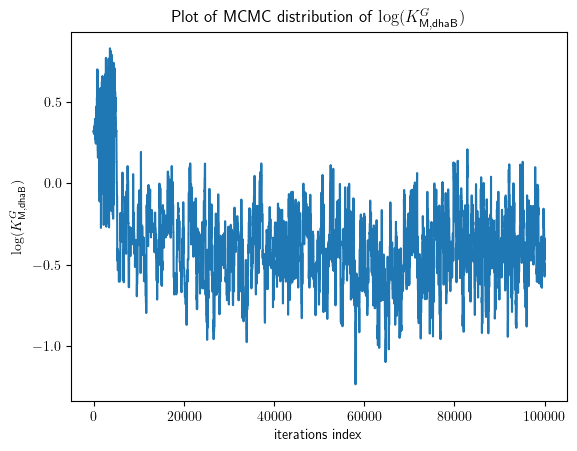 Plot of MCMC distribution of log(K^G_M,dhaB)
0.5
0.0
−0.5
−1.0
log(K^G_M,dhaB)
0 20000 40000 60000 80000 100000
iterations index